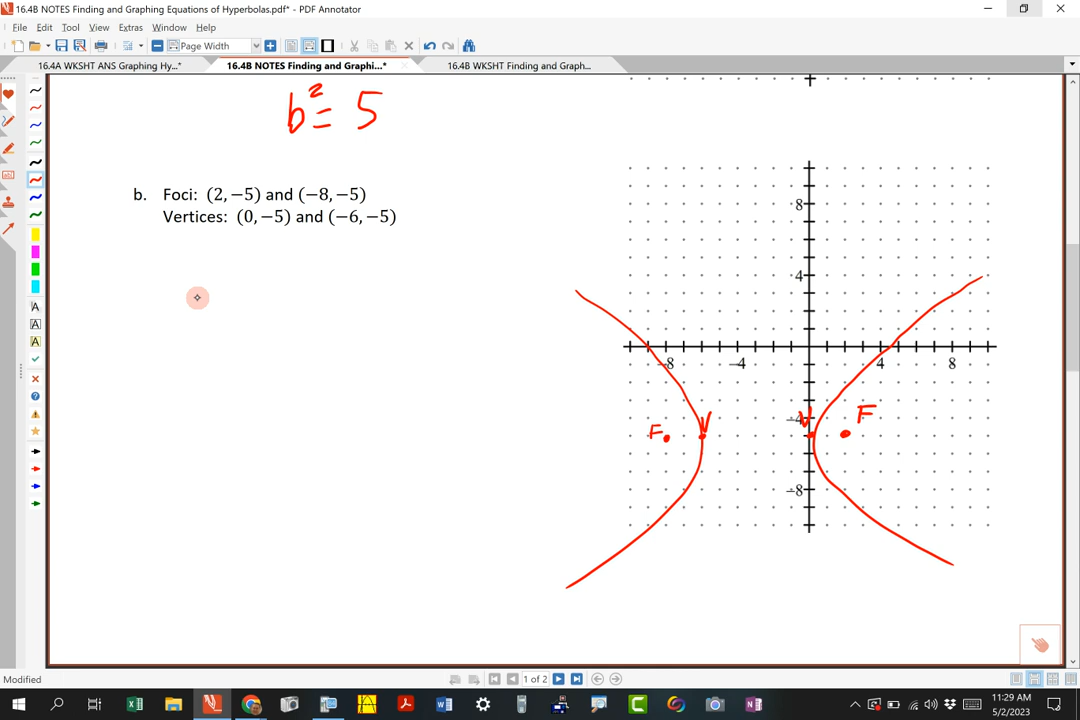 16.4B NOTES Finding and Graphing Equations of Hyperbolas.pdf* - PDF Annotator
File Edit Tool View Extras Window Help
Page Width
16.4A WKSHT ANS Graphing Hy...*
16.4B NOTES Finding and Graphi...*
16.4B WKSHT Finding and Graph...
b² = 5
b. Foci: (2, −5) and (−8, −5)
Vertices: (0, −5) and (−6, −5)
8
4
−8 −4 4 8
−4
−8
F V V F
Modified
1 of 2
11:29 AM
5/2/2023